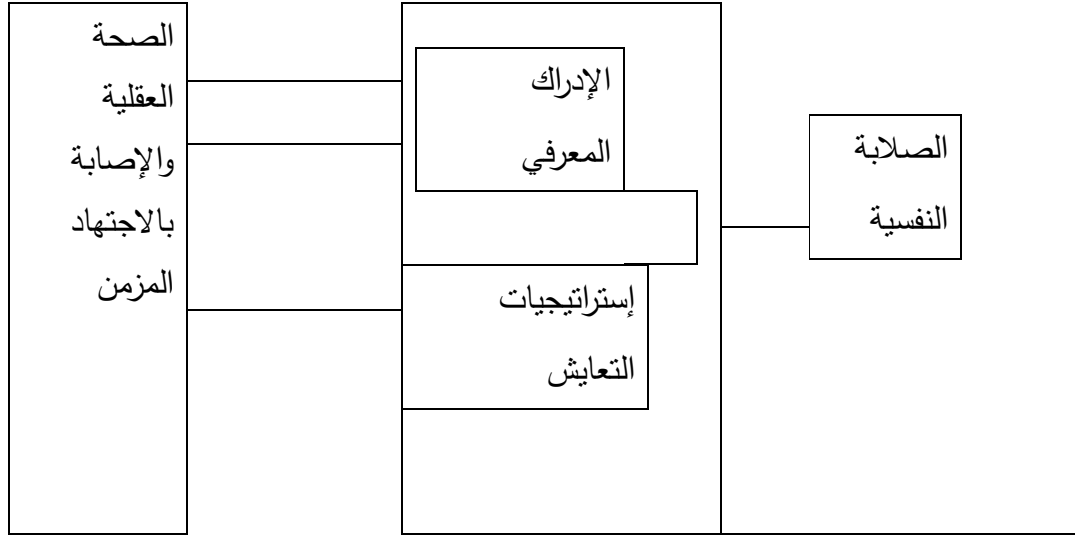 الصلابة
النفسية
الإدراك
المعرفي
إستراتيجيات
التعايش
الصحة
العقلية
والإصابة
بالاجتهاد
المزمن